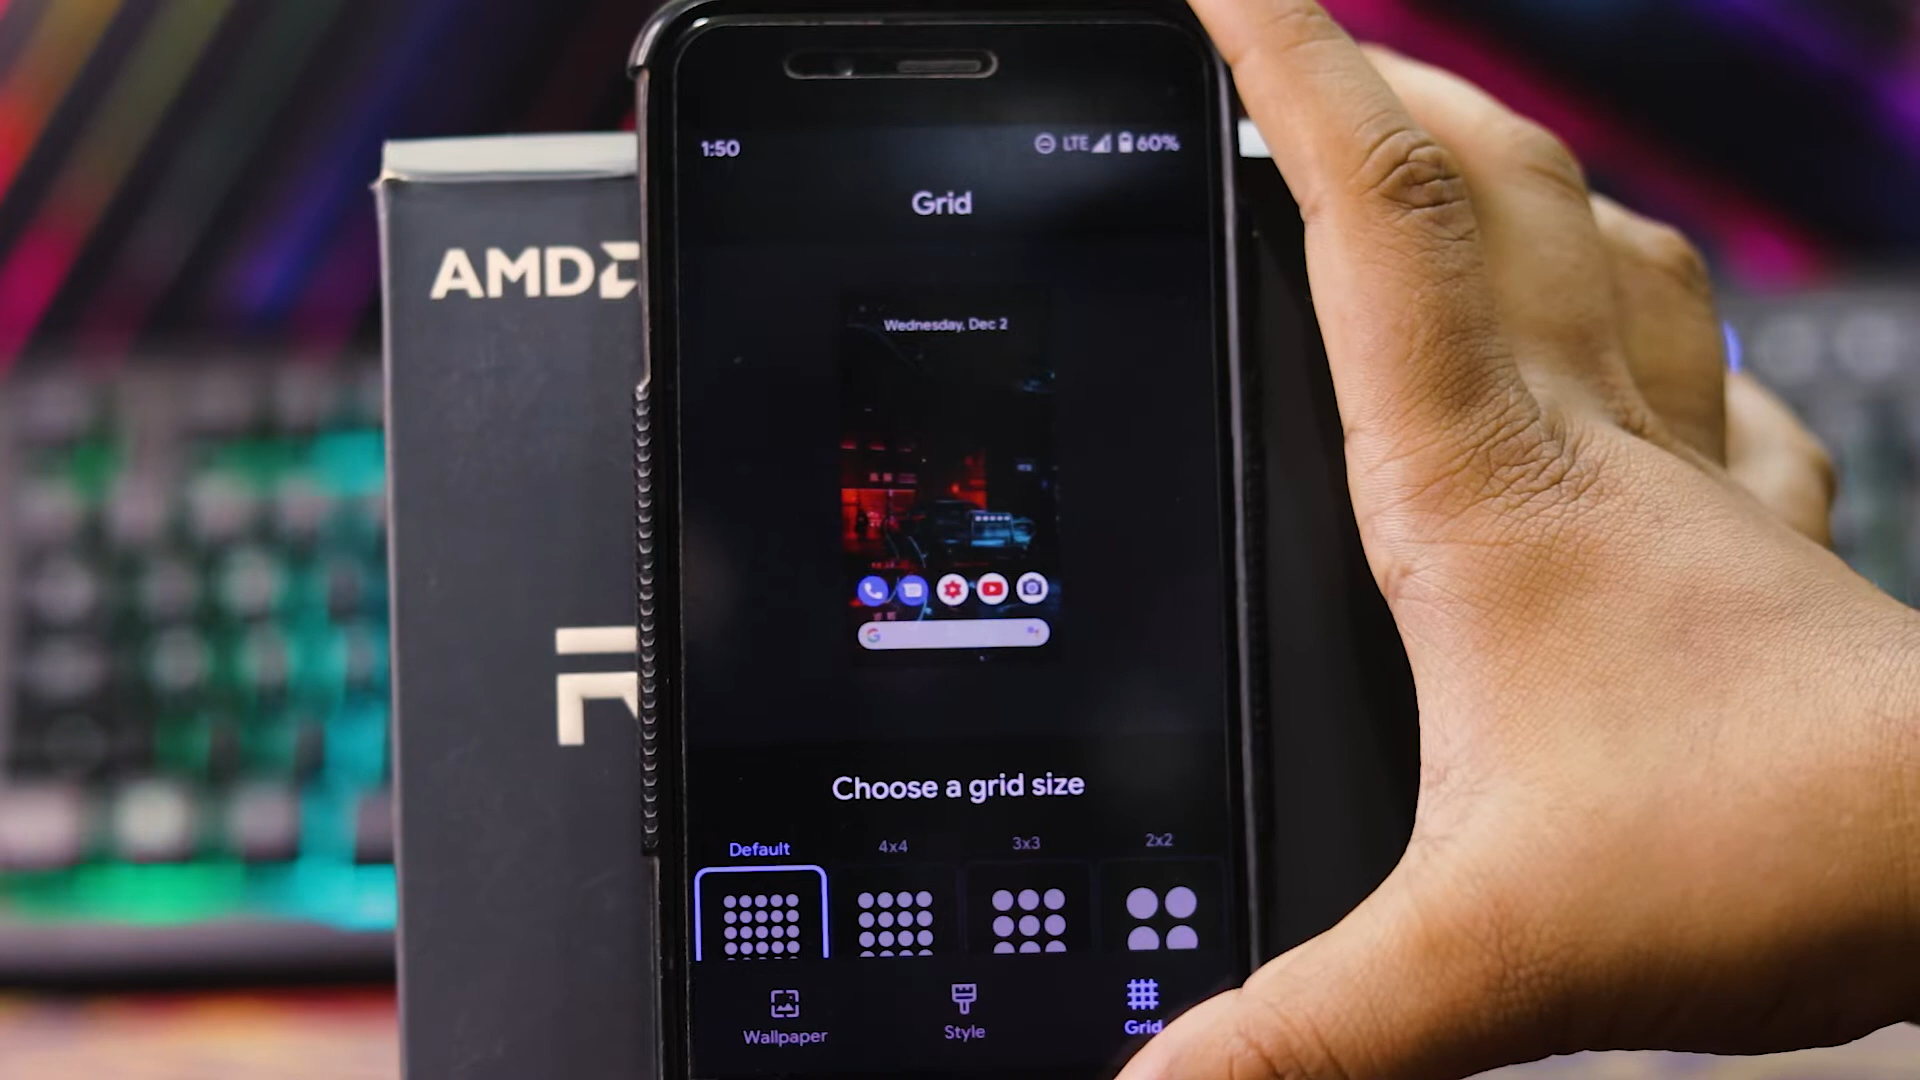 1:50
LTE 60%
Grid
AMD
Wednesday, Dec 2
Choose a grid size
Default 4x4 3x3 2x2
Wallpaper Style Grid